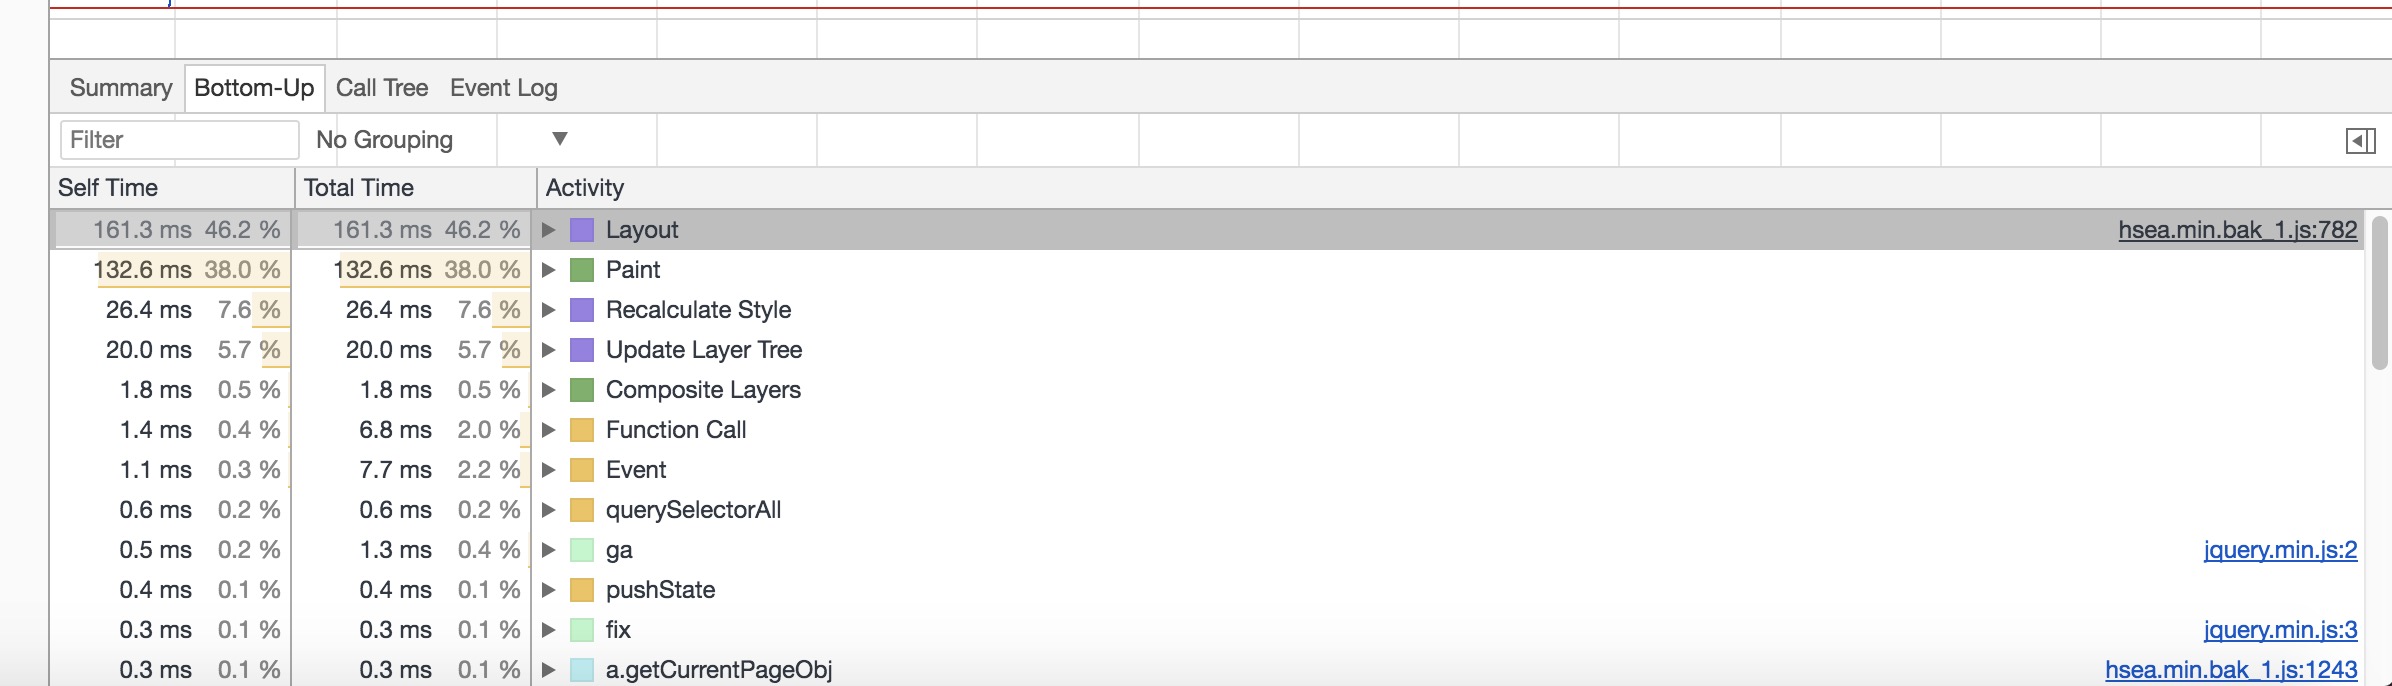 Summary Bottom-Up Call Tree Event Log
Filter No Grouping ▼
Self Time Total Time Activity
161.3 ms 46.2 % 161.3 ms 46.2 % Layout hsea.min.bak_1.js:782
132.6 ms 38.0 % 132.6 ms 38.0 % Paint
26.4 ms 7.6 % 26.4 ms 7.6 % Recalculate Style
20.0 ms 5.7 % 20.0 ms 5.7 % Update Layer Tree
1.8 ms 0.5 % 1.8 ms 0.5 % Composite Layers
1.4 ms 0.4 % 6.8 ms 2.0 % Function Call
1.1 ms 0.3 % 7.7 ms 2.2 % Event
0.6 ms 0.2 % 0.6 ms 0.2 % querySelectorAll
0.5 ms 0.2 % 1.3 ms 0.4 % ga jquery.min.js:2
0.4 ms 0.1 % 0.4 ms 0.1 % pushState
0.3 ms 0.1 % 0.3 ms 0.1 % fix jquery.min.js:3
0.3 ms 0.1 % 0.3 ms 0.1 % a.getCurrentPageObj hsea.min.bak_1.js:1243